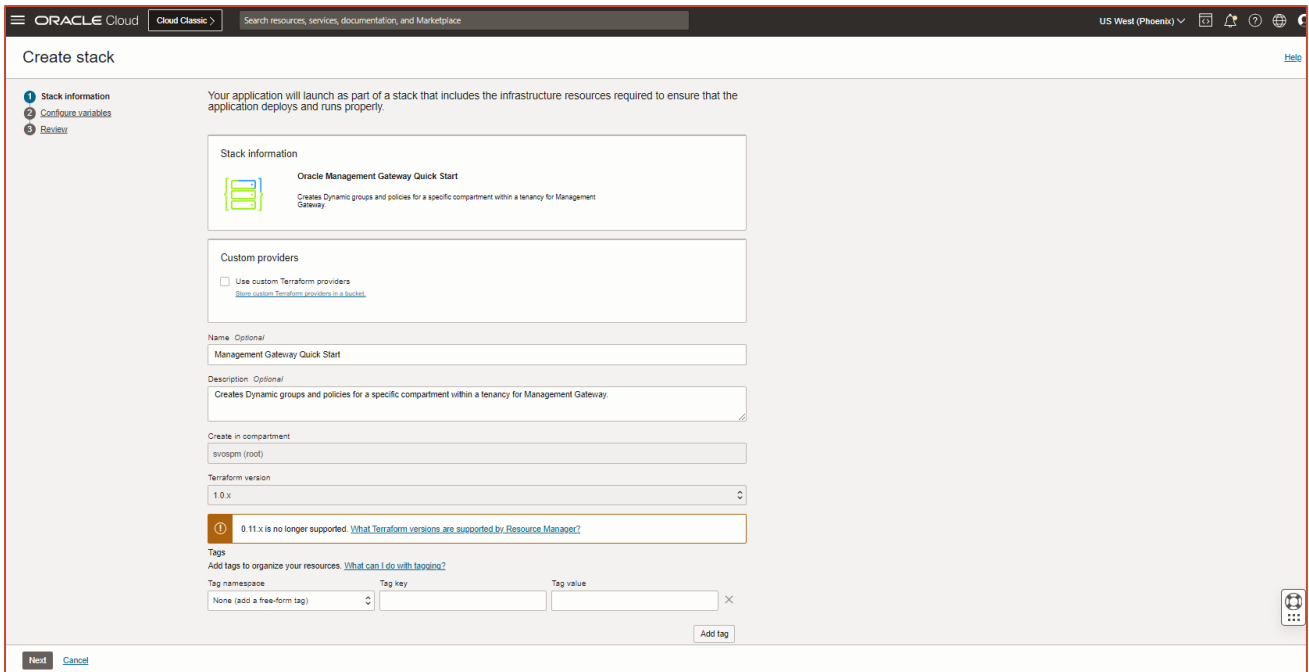 ORACLE Cloud
Cloud Classic >
Search resources, services, documentation, and Marketplace
US West (Phoenix)
Create stack
Help
1 Stack information
2 Configure variables
3 Review
Your application will launch as part of a stack that includes the infrastructure resources required to ensure that the
application deploys and runs properly.
Stack information
Oracle Management Gateway Quick Start
Creates Dynamic groups and policies for a specific compartment within a tenancy for Management
Gateway.
Custom providers
Use custom Terraform providers
Store custom Terraform providers in a bucket.
Name Optional
Management Gateway Quick Start
Description Optional
Creates Dynamic groups and policies for a specific compartment within a tenancy for Management Gateway.
Create in compartment
svospm (root)
Terraform version
1.0.x
0.11.x is no longer supported. What Terraform versions are supported by Resource Manager?
Tags
Add tags to organize your resources. What can I do with tagging?
Tag namespace
Tag key
Tag value
None (add a free-form tag)
Add tag
Next
Cancel